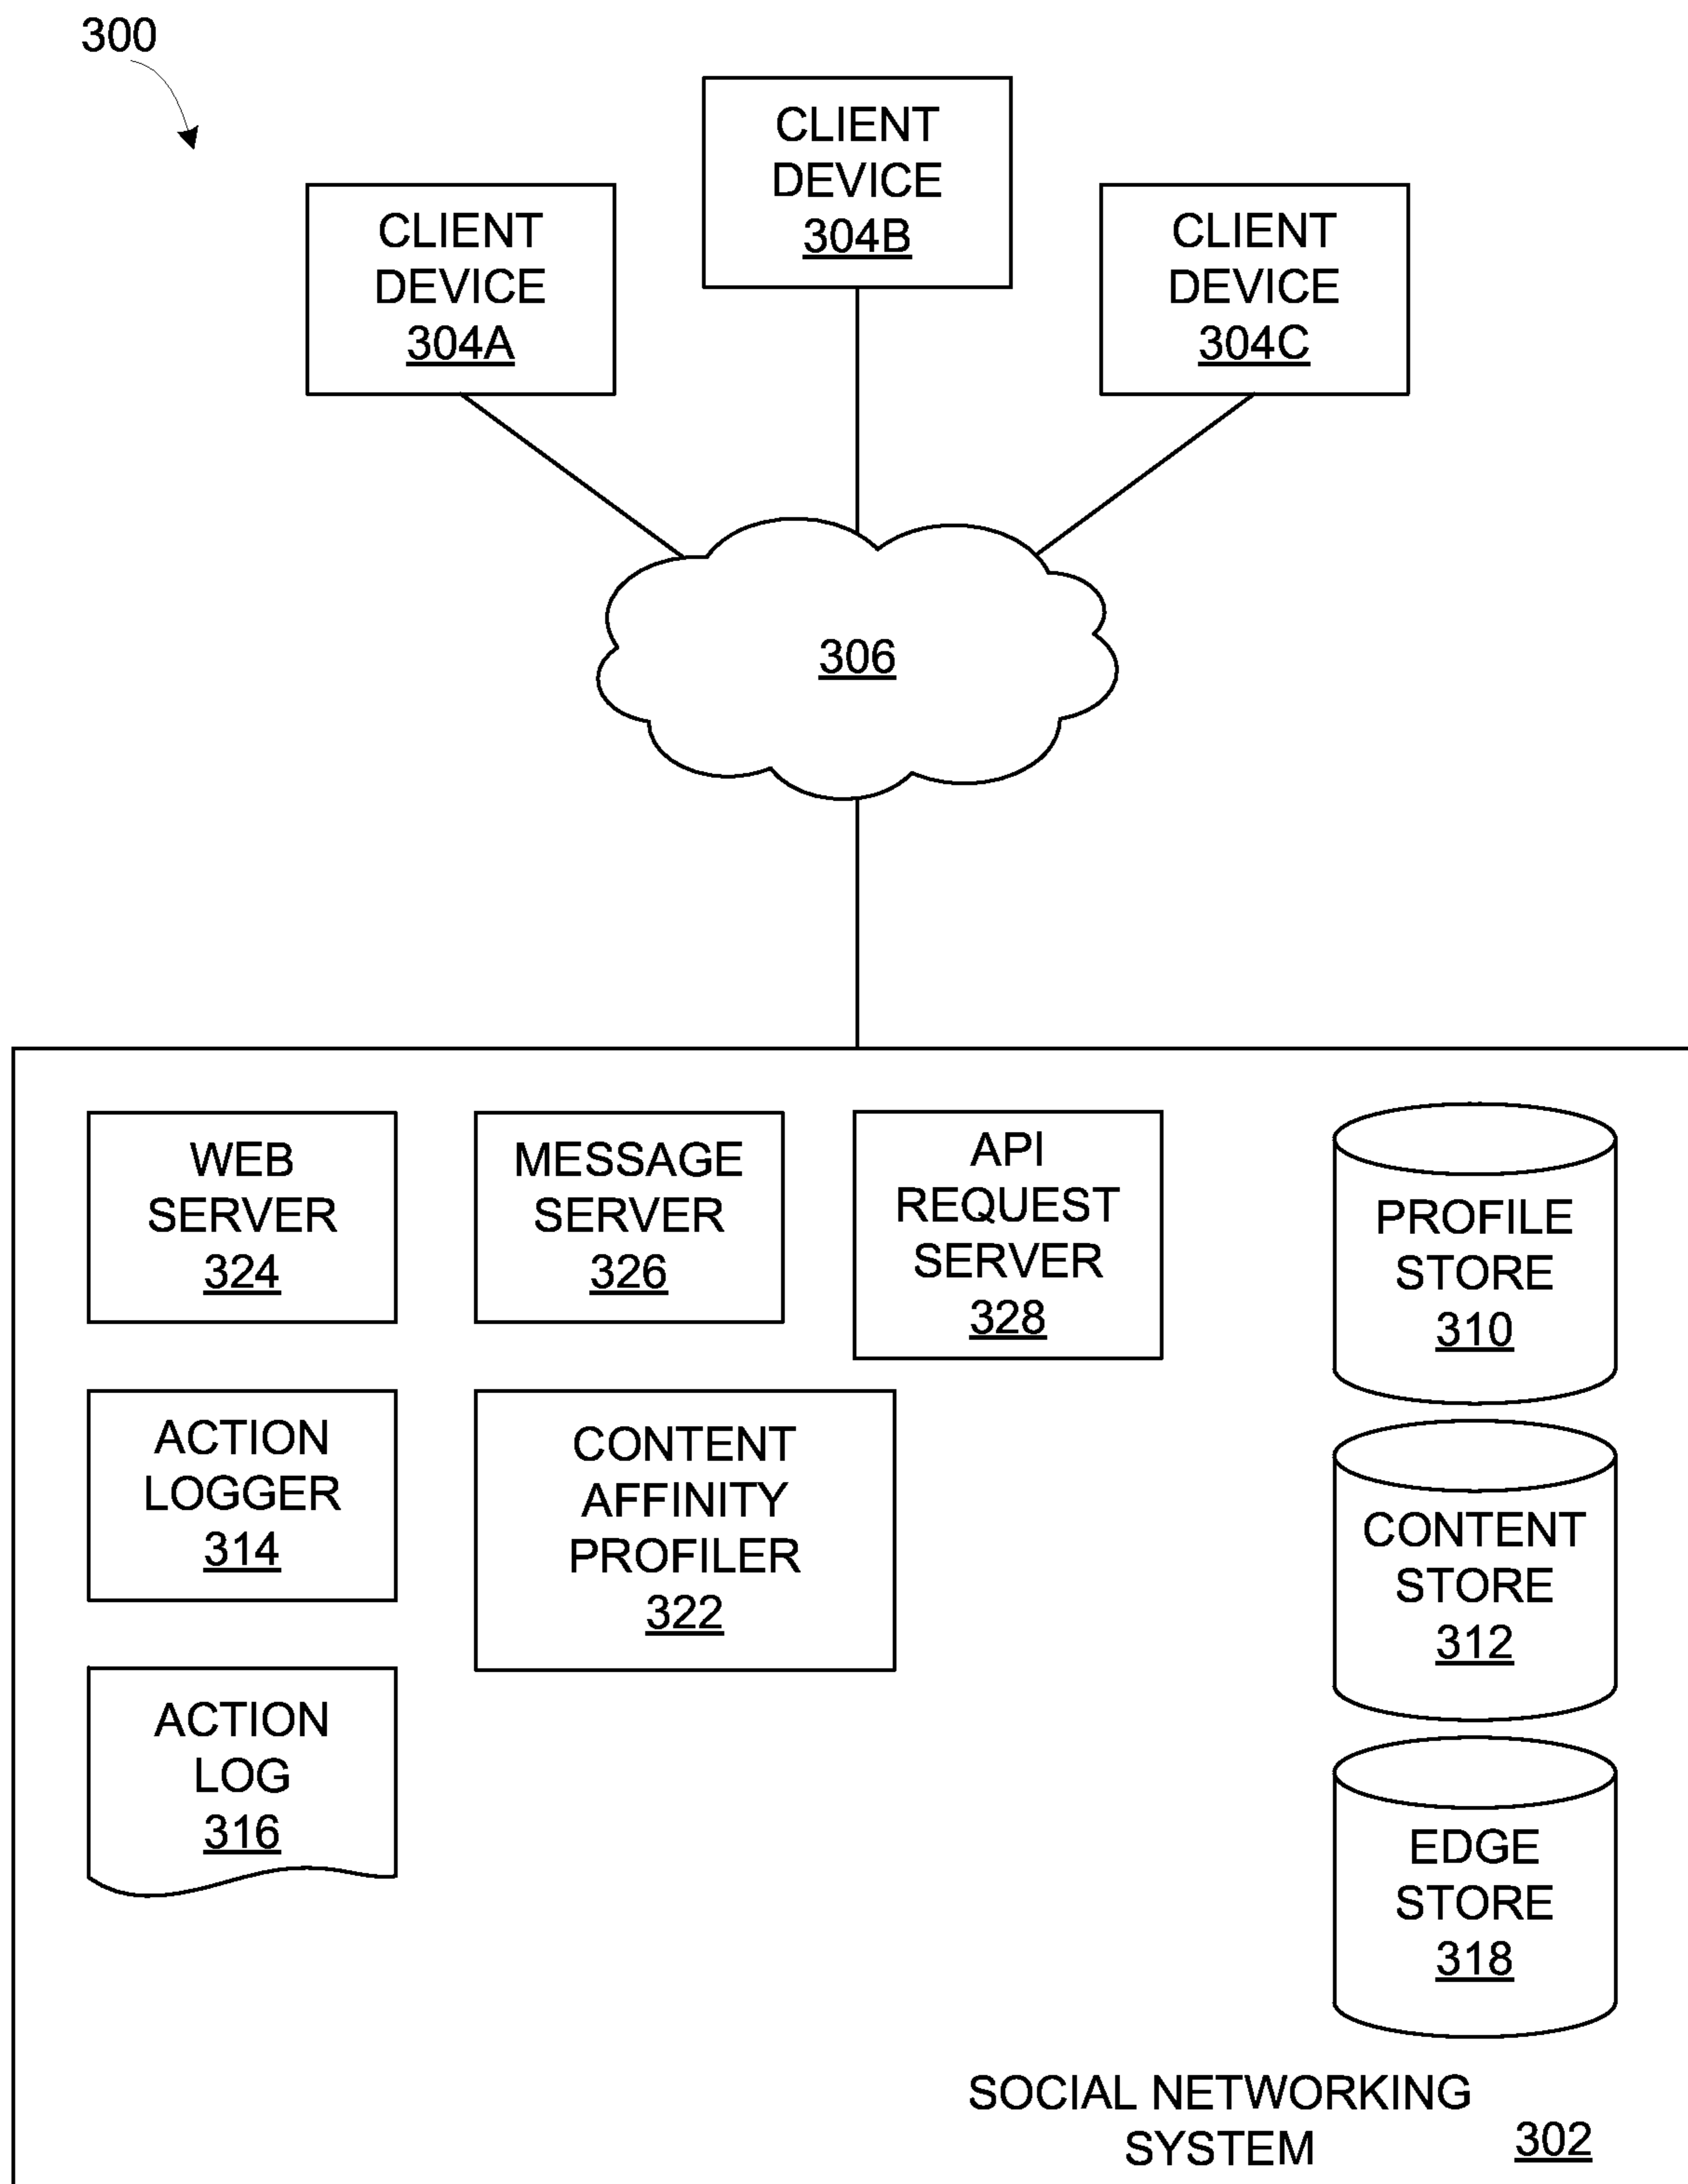 300
CLIENT
DEVICE
304A
CLIENT
DEVICE
304B
CLIENT
DEVICE
304C
306
WEB
SERVER
324
MESSAGE
SERVER
326
API
REQUEST
SERVER
328
PROFILE
STORE
310
ACTION
LOGGER
314
CONTENT
AFFINITY
PROFILER
322
CONTENT
STORE
312
ACTION
LOG
316
EDGE
STORE
318
SOCIAL NETWORKING
SYSTEM
302